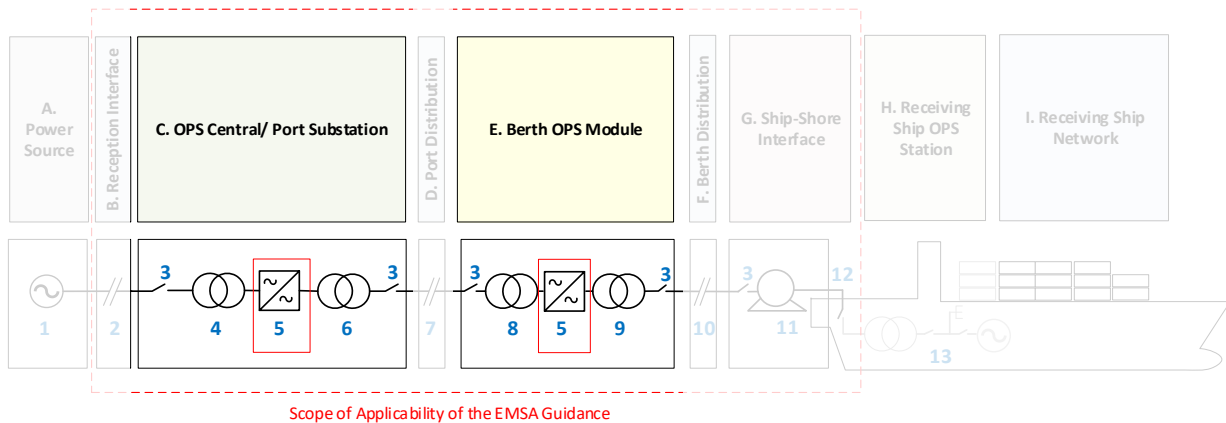 A.
Power
Source
B. Reception Interface
C. OPS Central/ Port Substation
D. Port Distribution
E. Berth OPS Module
F. Berth Distribution
G. Ship-Shore
Interface
H. Receiving
Ship OPS
Station
I. Receiving Ship
Network
1
2
3
4
5
6
3
7
3
8
5
9
3
10
3
11
12
E
13
Scope of Applicability of the EMSA Guidance